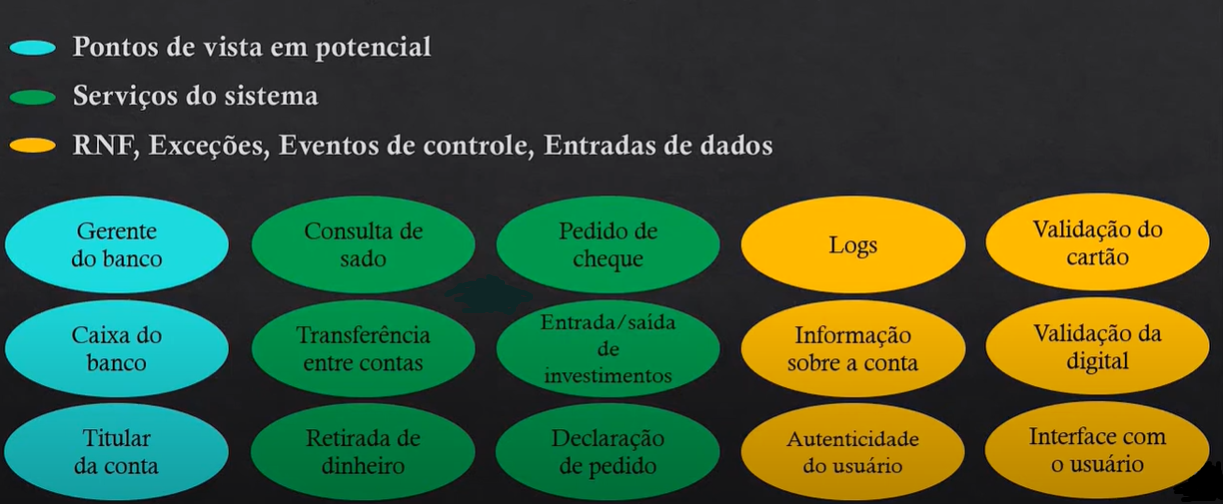 Pontos de vista em potencial
Serviços do sistema
RNF, Exceções, Eventos de controle, Entradas de dados
Gerente
do banco
Consulta de
sado
Pedido de
cheque
Logs
Validação do
cartão
Caixa do
banco
Transferência
entre contas
Entrada/saída
de
investimentos
Informação
sobre a conta
Validação da
digital
Titular
da conta
Retirada de
dinheiro
Declaração
de pedido
Autenticidade
do usuário
Interface com
o usuário